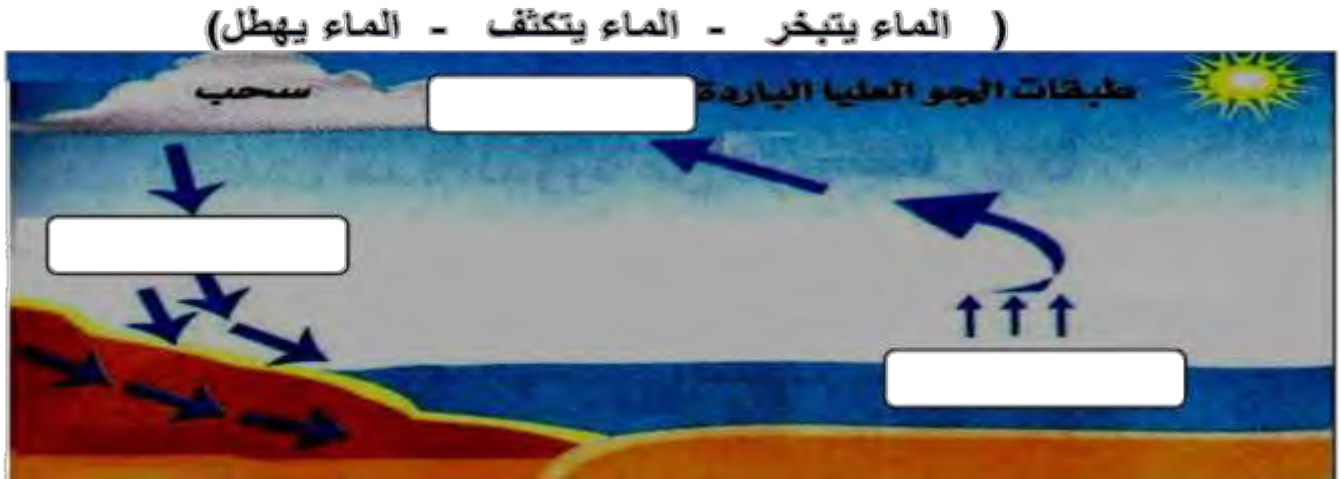 ( الماء يتبخر - الماء يتكثف - الماء يهطل)
طبقات الجو العليا الباردة
سحب